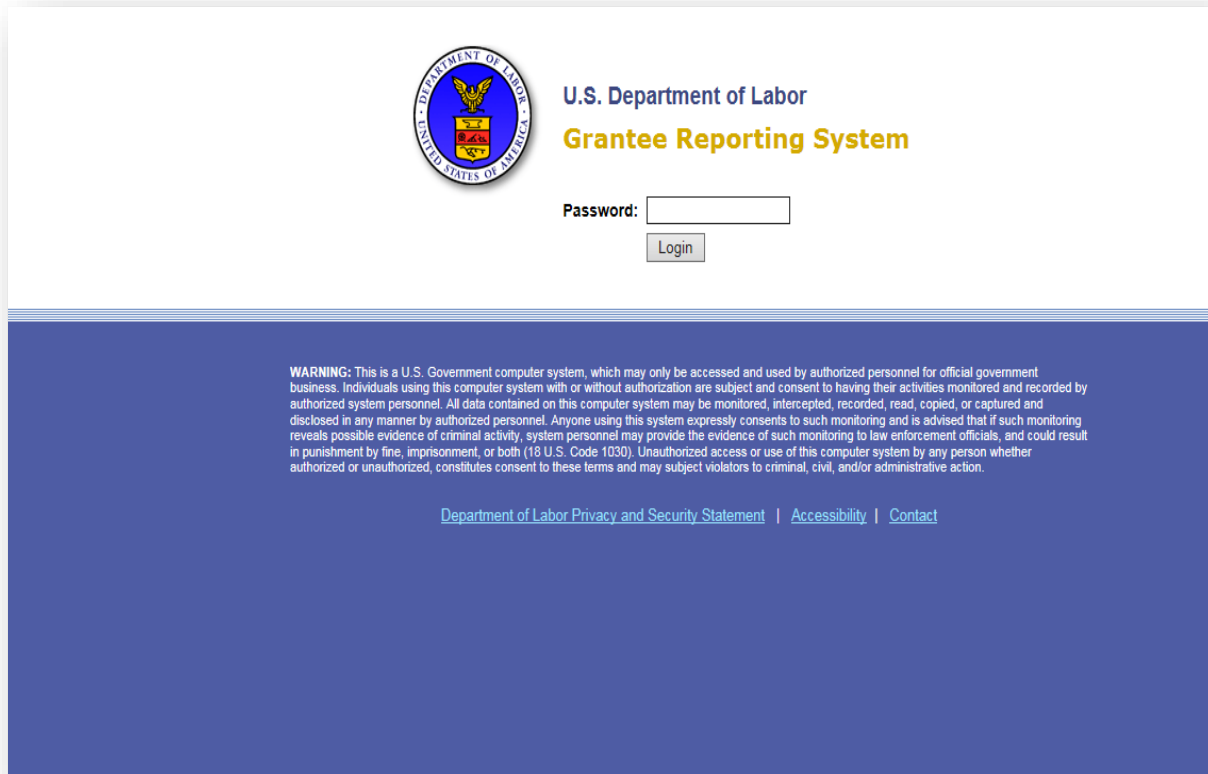 DEPARTMENT OF LABOR
UNITED STATES OF AMERICA
U.S. Department of Labor
Grantee Reporting System
Password:
Login
WARNING: This is a U.S. Government computer system, which may only be accessed and used by authorized personnel for official government
business. Individuals using this computer system with or without authorization are subject and consent to having their activities monitored and recorded by
authorized system personnel. All data contained on this computer system may be monitored, intercepted, recorded, read, copied, or captured and
disclosed in any manner by authorized personnel. Anyone using this system expressly consents to such monitoring and is advised that if such monitoring
reveals possible evidence of criminal activity, system personnel may provide the evidence of such monitoring to law enforcement officials, and could result
in punishment by fine, imprisonment, or both (18 U.S. Code 1030). Unauthorized access or use of this computer system by any person whether
authorized or unauthorized, constitutes consent to these terms and may subject violators to criminal, civil, and/or administrative action.
Department of Labor Privacy and Security Statement | Accessibility | Contact